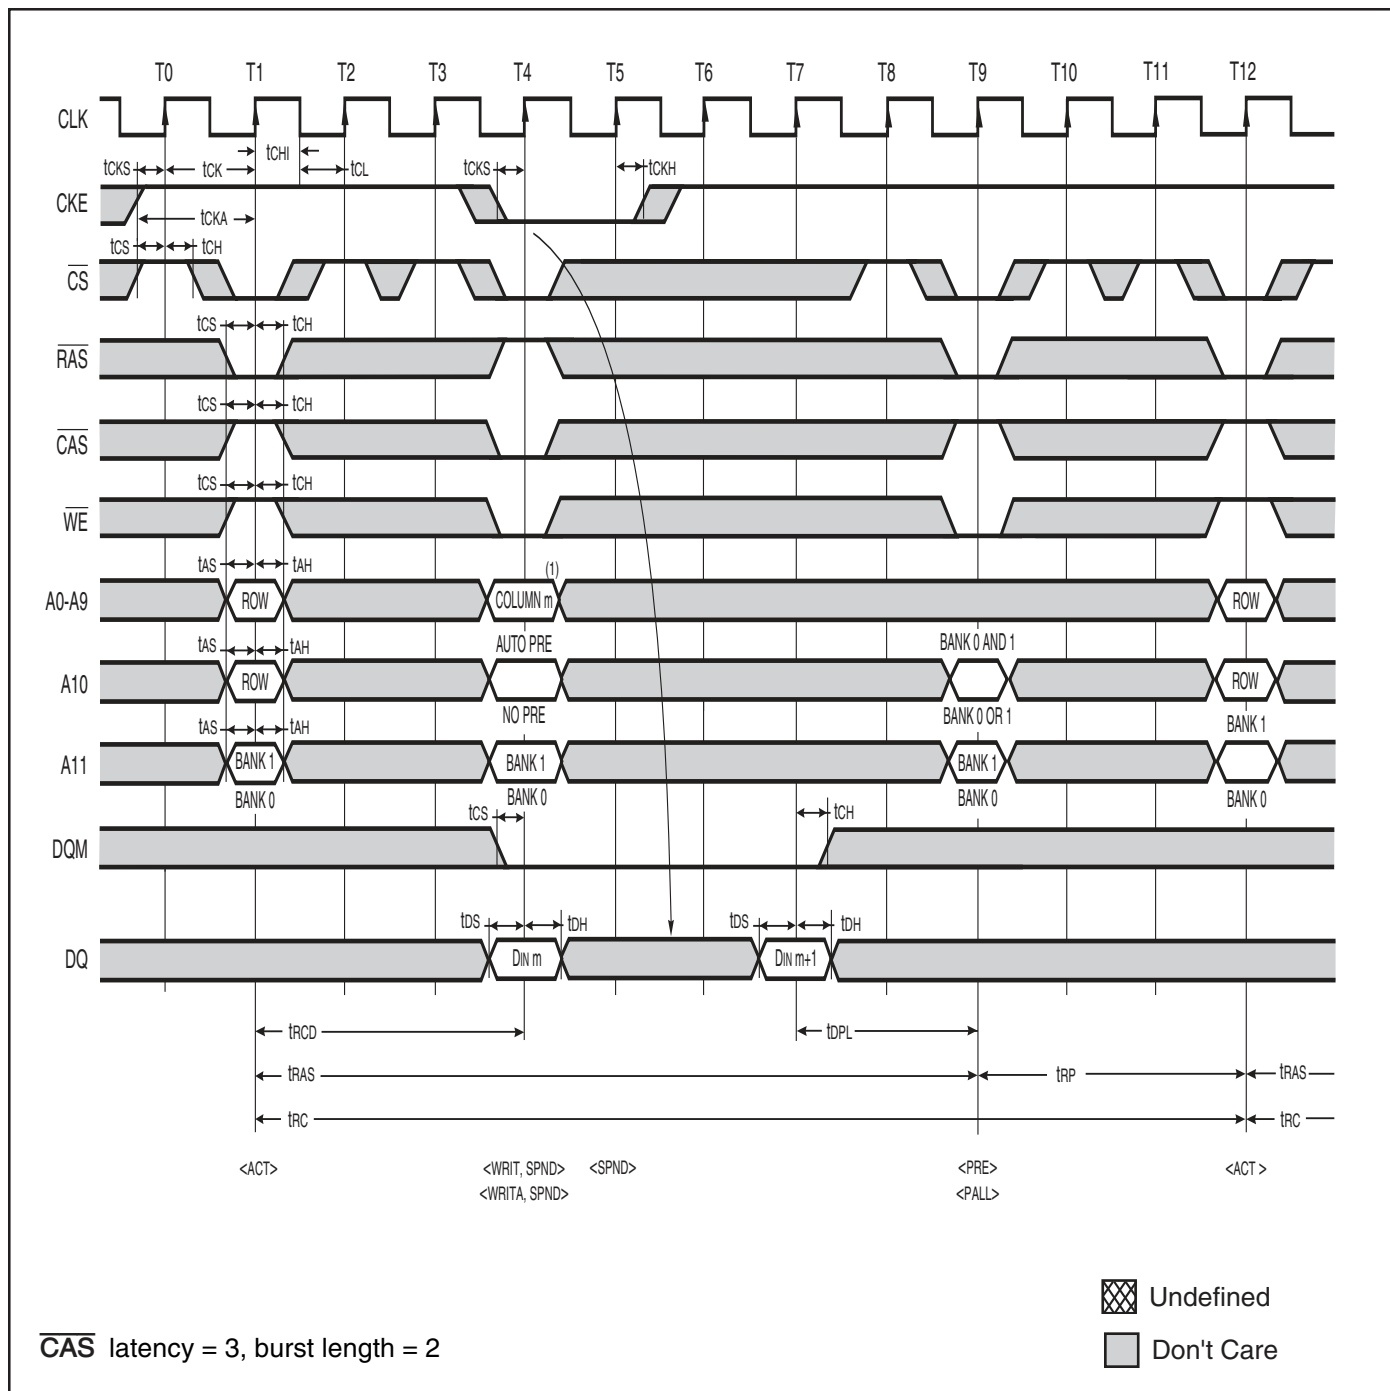 T0 T1 T2 T3 T4 T5 T6 T7 T8 T9 T10 T11 T12
CLK
tCHI
tCKS tCK tCL tCKS tCKH
CKE
tCKA
tCS tCH
CS
tCS tCH
RAS
tCS tCH
CAS
tCS tCH
WE
tAS tAH (1)
A0-A9 ROW COLUMN m ROW
tAS tAH AUTO PRE BANK 0 AND 1
A10 ROW ROW
NO PRE BANK 0 OR 1 BANK 1
tAS tAH
A11 BANK 1 BANK 1 BANK 1
BANK 0 BANK 0 BANK 0 BANK 0
tCS tCH
DQM
tDS tDH tDS tDH
DQ DIN m DIN m+1
tRCD tDPL
tRAS tRP tRAS
tRC tRC
<ACT> <WRIT, SPND> <SPND> <PRE> <ACT >
<WRITA, SPND> <PALL>
Undefined
CAS latency = 3, burst length = 2
Don't Care